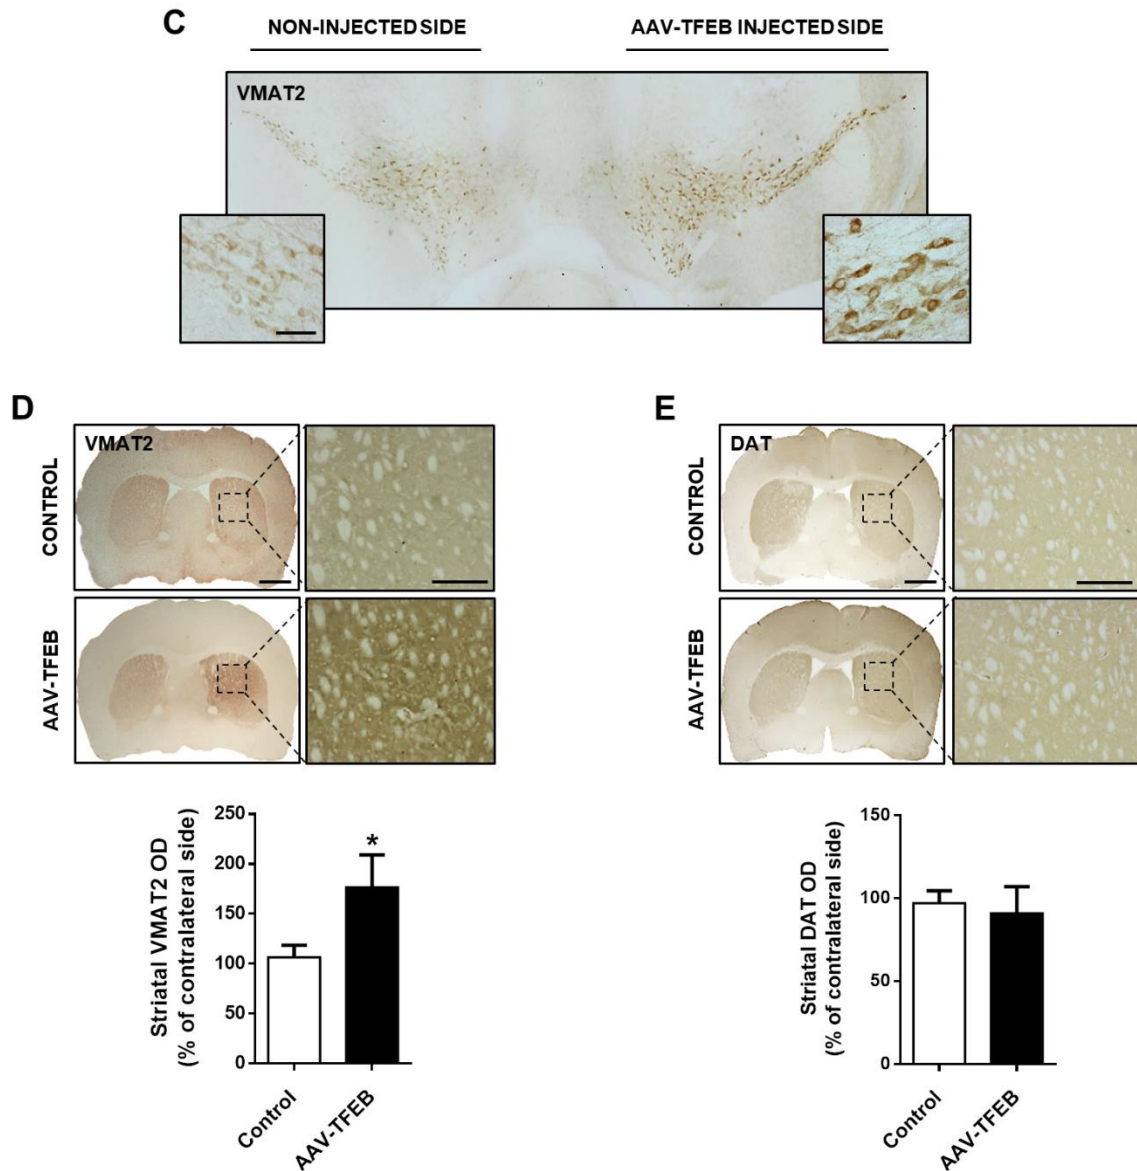 C
NON-INJECTED SIDE
AAV-TFEB INJECTED SIDE
VMAT2
D
VMAT2
CONTROL
AAV-TFEB
Striatal VMAT2 OD
(% of contralateral side)
250
200
150
100
50
0
*
Control
AAV-TFEB
E
DAT
CONTROL
AAV-TFEB
Striatal DAT OD
(% of contralateral side)
150
100
50
0
Control
AAV-TFEB